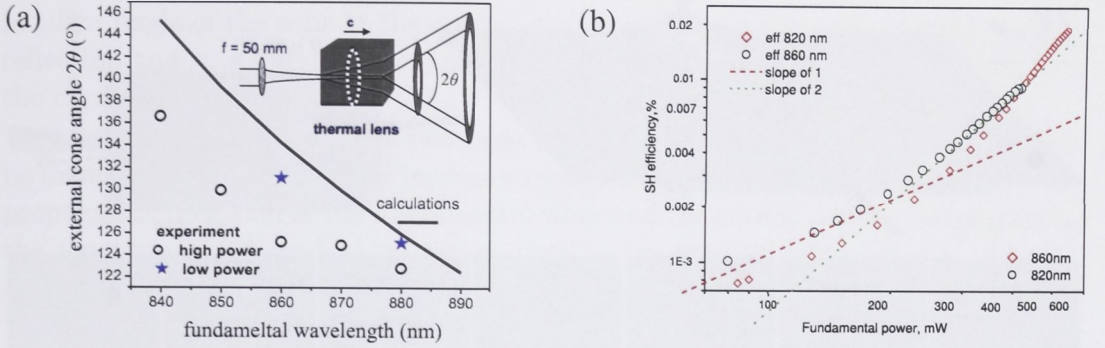 (a)
external cone angle 2θ (°)
146
144
142
140
138
136
134
132
130
128
126
124
122
f = 50 mm
c
2θ
thermal lens
calculations
experiment
high power
low power
840
850
860
870
880
890
fundameltal wavelength (nm)
(b)
SH efficiency,%
0.02
0.01
0.007
0.004
0.002
1E-3
eff 820 nm
eff 860 nm
slope of 1
slope of 2
860nm
820nm
100
200
300
400
500
600
Fundamental power, mW